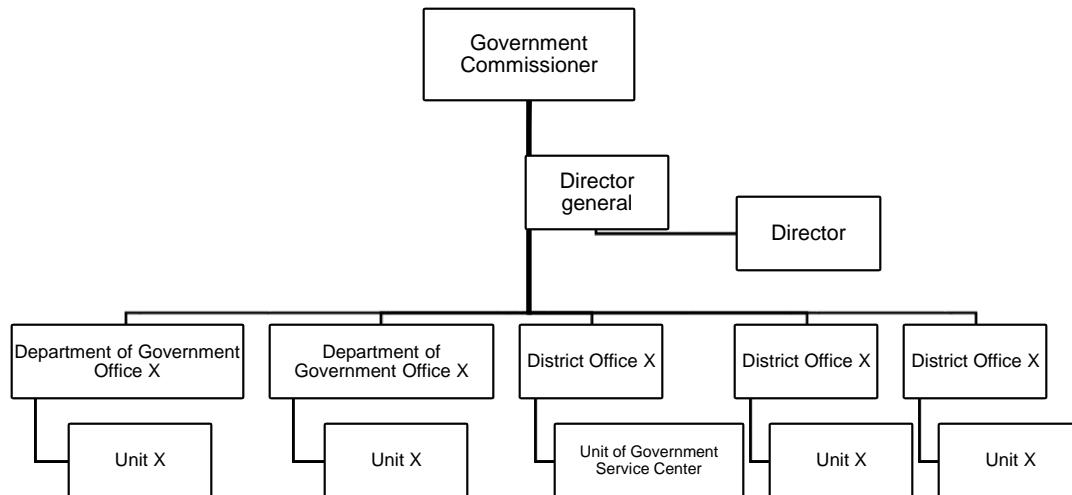 Government
Commissioner
Director
general
Director
Department of Government
Office X
Department of
Government Office X
District Office X
District Office X
District Office X
Unit X
Unit X
Unit of Government
Service Center
Unit X
Unit X